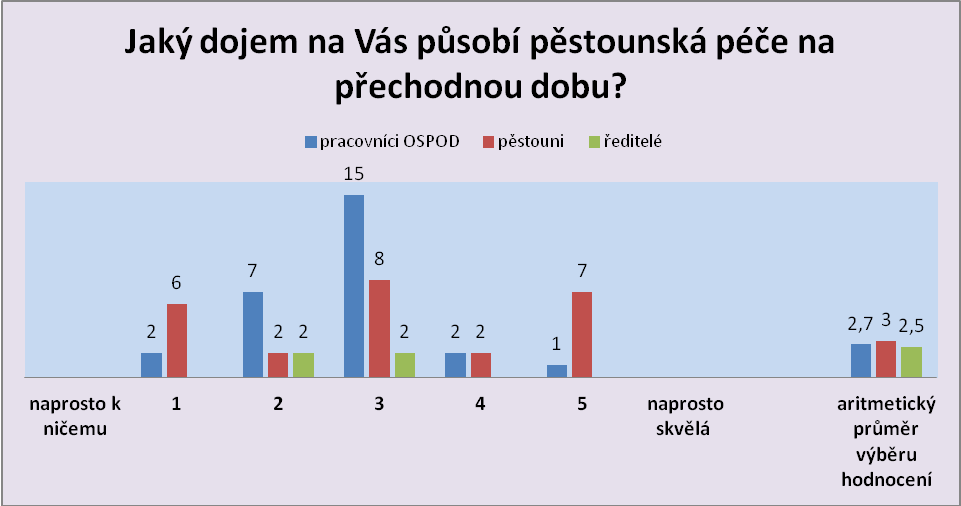 Jaký dojem na Vás působí pěstounská péče na
přechodnou dobu?
pracovníci OSPOD pěstouni ředitelé
15
8
7
7
6
2 2 2 2 2 2
1
2,7 3 2,5
naprosto k ničemu 1 2 3 4 5 naprosto skvělá aritmetický průměr výběru hodnocení